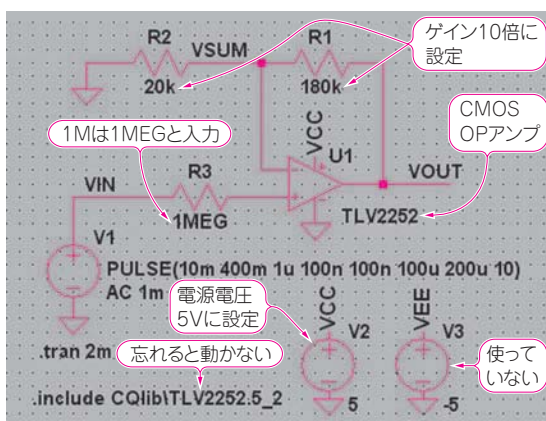 R2
VSUM
R1
ゲイン10倍に
設定
20k
180k
1Mは1MEGと入力
VCC
CMOS
OPアンプ
U1
VIN
R3
VOUT
1MEG
TLV2252
V1
PULSE(10m 400m 1u 100n 100n 100u 200u 10)
AC 1m
電源電圧
5Vに設定
VCC
VEE
V2
V3
.tran 2m
忘れると動かない
使って
いない
.include CQlib\TLV2252.5_2
5
-5